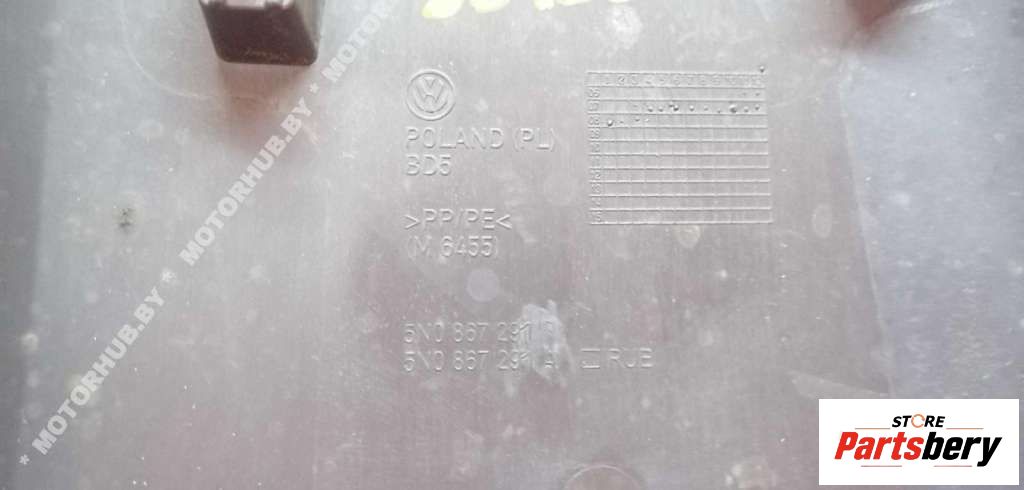 POLAND (PL)
BD5
>PP/PE<
(M 6455)
5N0 867 291
5N0 867 291 A RUE
* MOTORHUB.BY * MOTORHUB.BY * MOTORHUB.BY
STORE
Partsbery